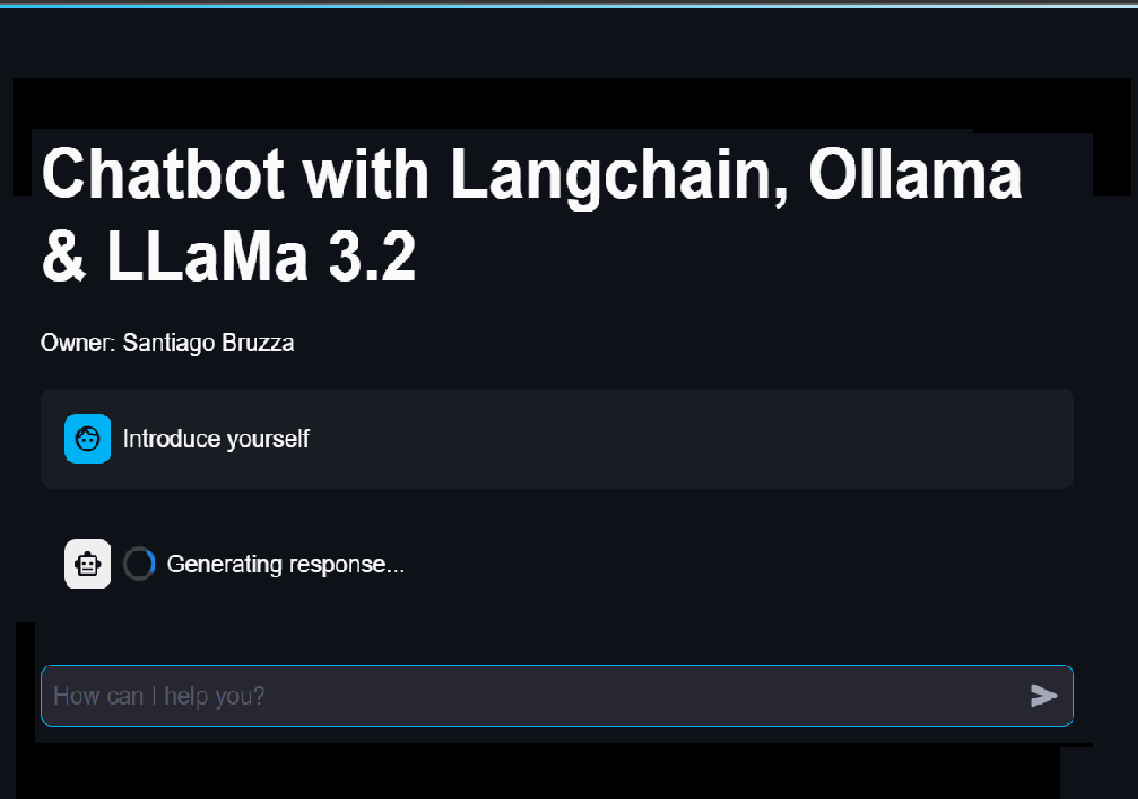 Chatbot with Langchain, Ollama
& LLaMa 3.2
Owner: Santiago Bruzza
Introduce yourself
Generating response...
How can I help you?